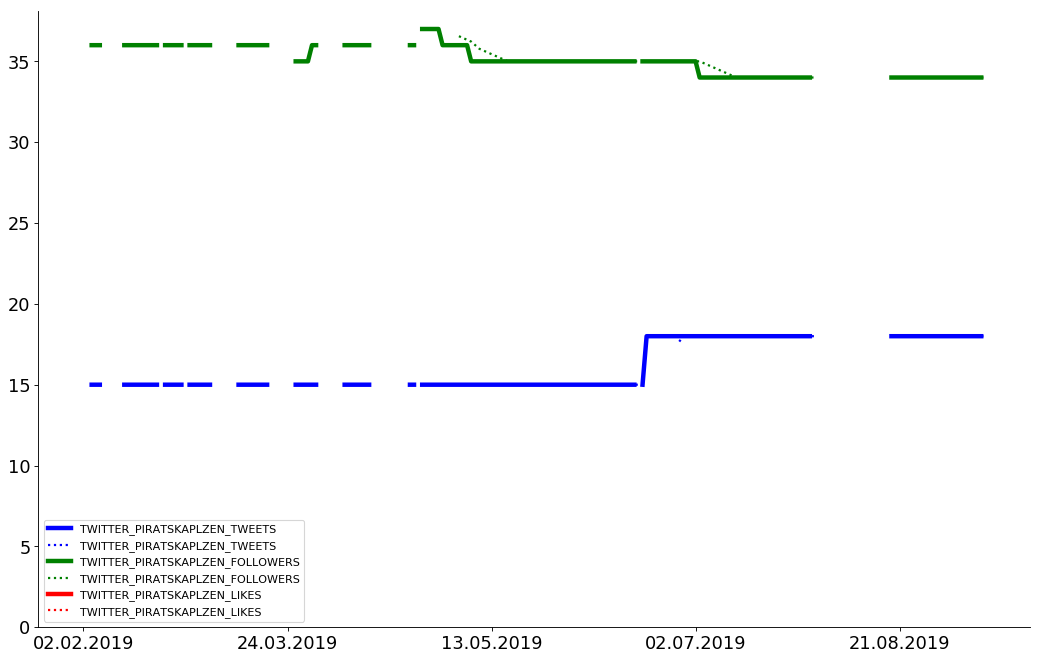 35
30
25
20
15
10
5
0
TWITTER_PIRATSKAPLZEN_TWEETS
TWITTER_PIRATSKAPLZEN_TWEETS
TWITTER_PIRATSKAPLZEN_FOLLOWERS
TWITTER_PIRATSKAPLZEN_FOLLOWERS
TWITTER_PIRATSKAPLZEN_LIKES
TWITTER_PIRATSKAPLZEN_LIKES
02.02.2019 24.03.2019 13.05.2019 02.07.2019 21.08.2019